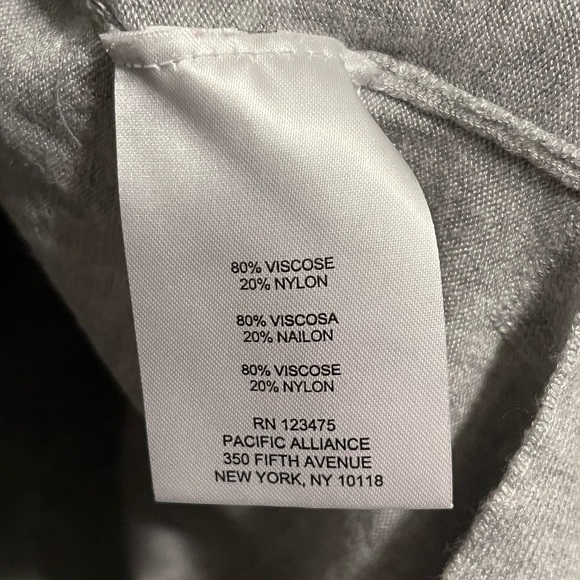 80% VISCOSE
20% NYLON
80% VISCOSA
20% NAILON
80% VISCOSE
20% NYLON
RN 123475
PACIFIC ALLIANCE
350 FIFTH AVENUE
NEW YORK, NY 10118